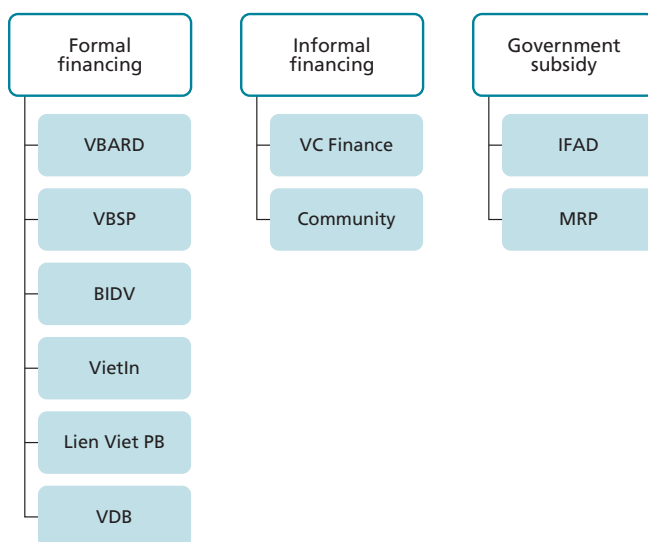 Formal
financing
VBARD
VBSP
BIDV
VietIn
Lien Viet PB
VDB
Informal
financing
VC Finance
Community
Government
subsidy
IFAD
MRP